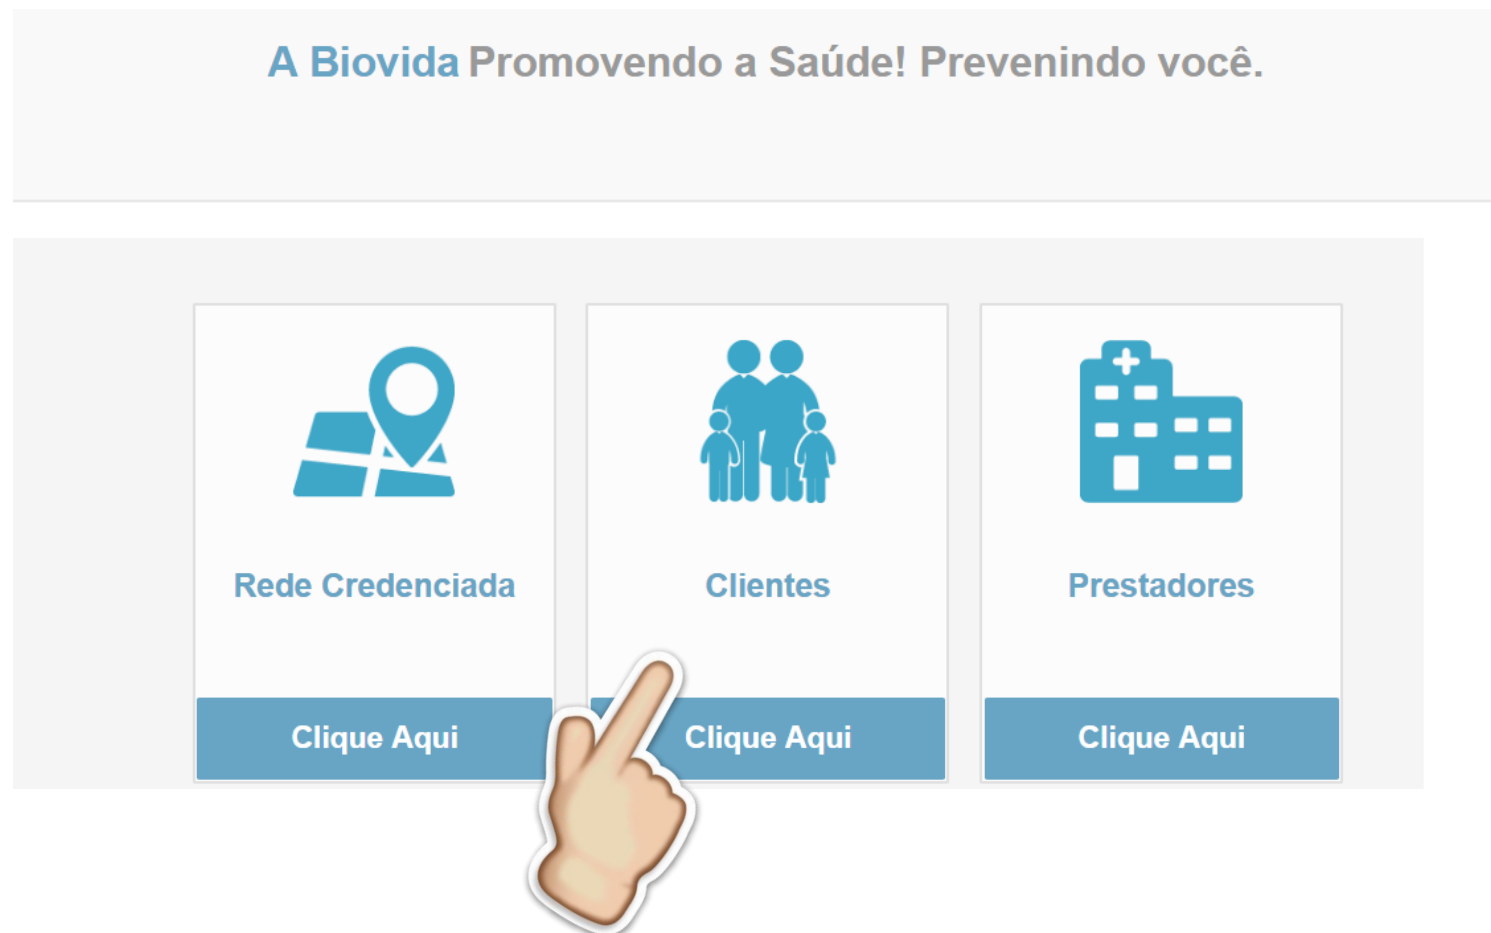 A Biovida Promovendo a Saúde! Prevenindo você.
Rede Credenciada
Clientes
Prestadores
Clique Aqui
Clique Aqui
Clique Aqui